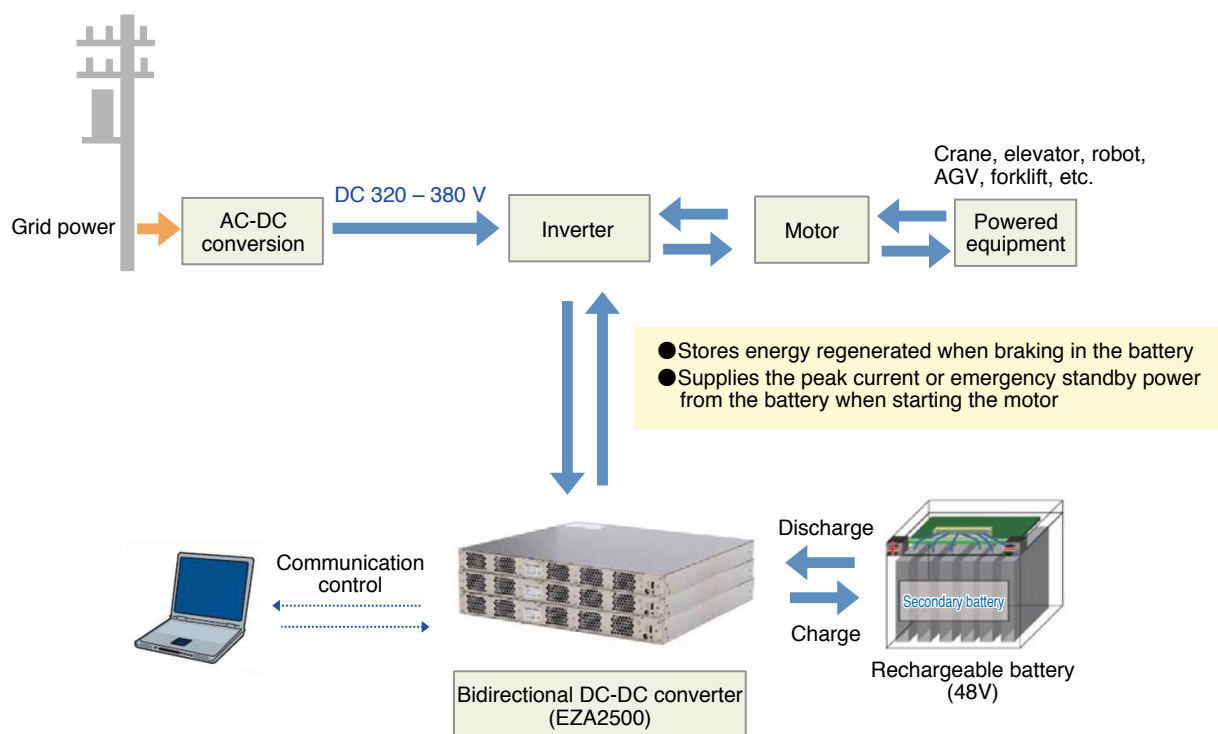 Crane, elevator, robot,
AGV, forklift, etc.
DC 320 – 380 V
Grid power
AC-DC
conversion
Inverter
Motor
Powered
equipment
●Stores energy regenerated when braking in the battery
●Supplies the peak current or emergency standby power
from the battery when starting the motor
Communication
control
Discharge
Charge
Secondary battery
Rechargeable battery
(48V)
Bidirectional DC-DC converter
(EZA2500)